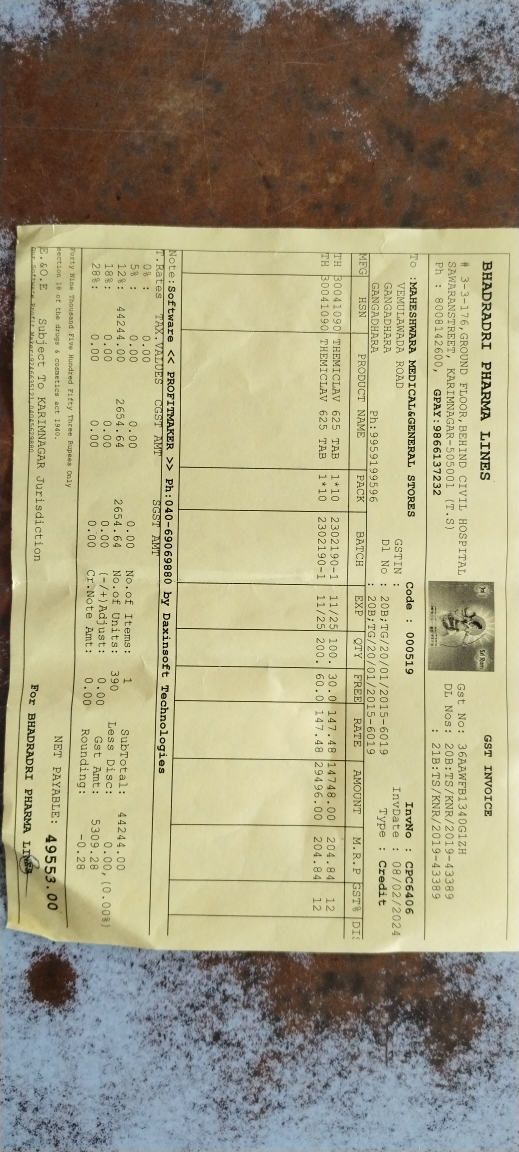 BHADRADRI PHARMA LINES
GST INVOICE
# 3-3-176, GROUND FLOOR BEHIND CIVIL HOSPITAL
SAWARANSTREET, KARIMNAGAR-505001 (T.S)
Ph : 8008142600, GPAY:9866137232
Sri Ram
Gst No: 36AAWFB1340G1ZH
DL Nos: 20B:TS/KNR/2019-43389
: 21B:TS/KNR/2019-43389
To :MAHESHWARA MEDICAL&GENERAL STORES Code : 000519 InvNo : CPC6406
VEMULAWADA ROAD GSTIN : InvDate : 08/02/2024
GANGADHARA Dl No : 20B:TG/20/01/2015-6019 Type : Credit
GANGADHARA Ph:9959199596 : 20B:TG/20/01/2015-6019
MFG HSN PRODUCT NAME PACK BATCH EXP QTY FREE RATE AMOUNT M.R.P GST% DIS
TH 30041090 THEMICLAV 625 TAB 1*10 2302190-1 11/25 100. 30.0 147.48 14748.00 204.84 12
TH 30041090 THEMICLAV 625 TAB 1*10 2302190-1 11/25 200. 60.0 147.48 29496.00 204.84 12
Note:Software << PROFITMAKER >> Ph:040-69069880 by Daxinsoft Technologies
T.Rates TAX.VALUES CGST AMT SGST AMT
0% : 0.00
5% : 0.00 0.00 0.00 No.of Items: 1 SubTotal: 44244.00
12%: 44244.00 2654.64 2654.64 No.of Units: 390 Less Disc: 0.00,(0.00%)
18%: 0.00 0.00 0.00 (-/+)Adjust: 0.00 Gst Amt: 5309.28
28%: 0.00 0.00 0.00 Cr.Note Amt: 0.00 Rounding: -0.28
Forty Nine Thousand Five Hundred Fifty Three Rupees Only
NET PAYABLE: 49553.00
section 18 of the drugs & cosmetics act 1940.
E.&O.E Subject To KARIMNAGAR Jurisdiction
For BHADRADRI PHARMA LINES